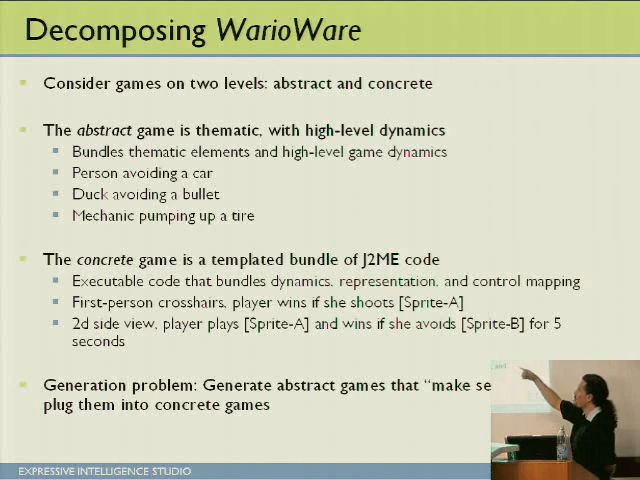 Decomposing WarioWare
Consider games on two levels: abstract and concrete
The abstract game is thematic, with high-level dynamics
Bundles thematic elements and high-level game dynamics
Person avoiding a car
Duck avoiding a bullet
Mechanic pumping up a tire
The concrete game is a templated bundle of J2ME code
Executable code that bundles dynamics, representation, and control mapping
First-person crosshairs, player wins if she shoots [Sprite-A]
2d side view, player plays [Sprite-A] and wins if she avoids [Sprite-B] for 5
seconds
Generation problem: Generate abstract games that “make se
plug them into concrete games
EXPRESSIVE INTELLIGENCE STUDIO